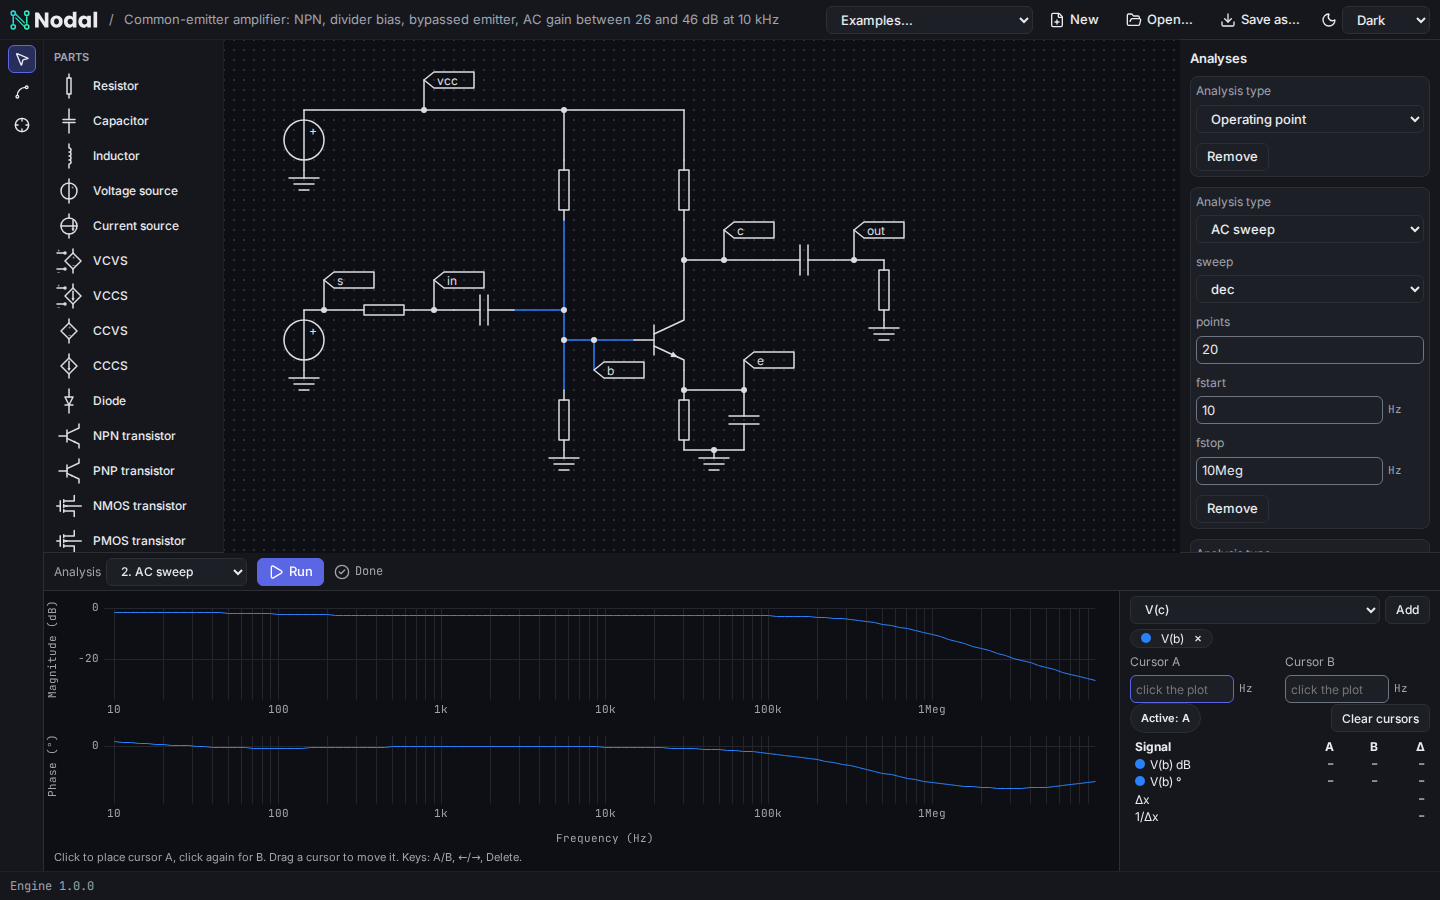 Nodal / Common-emitter amplifier: NPN, divider bias, bypassed emitter, AC gain between 26 and 46 dB at 10 kHz Examples... New Open... Save as... Dark
PARTS
Resistor
Capacitor
Inductor
Voltage source
Current source
VCVS
VCCS
CCVS
CCCS
Diode
NPN transistor
PNP transistor
NMOS transistor
PMOS transistor
vcc
+
c
out
s
in
+
e
b
Analyses
Analysis type
Operating point
Remove
Analysis type
AC sweep
sweep
dec
points
20
fstart
10 Hz
fstop
10Meg Hz
Remove
Analysis type
Analysis 2. AC sweep Run Done
Magnitude (dB)
0
-20
10 100 1k 10k 100k 1Meg
Phase (°)
0
10 100 1k 10k 100k 1Meg
Frequency (Hz)
Click to place cursor A, click again for B. Drag a cursor to move it. Keys: A/B, ←/→, Delete.
V(c) Add
V(b) ×
Cursor A Cursor B
click the plot Hz click the plot Hz
Active: A Clear cursors
Signal A B Δ
V(b) dB – – –
V(b) ° – – –
Δx –
1/Δx –
Engine 1.0.0